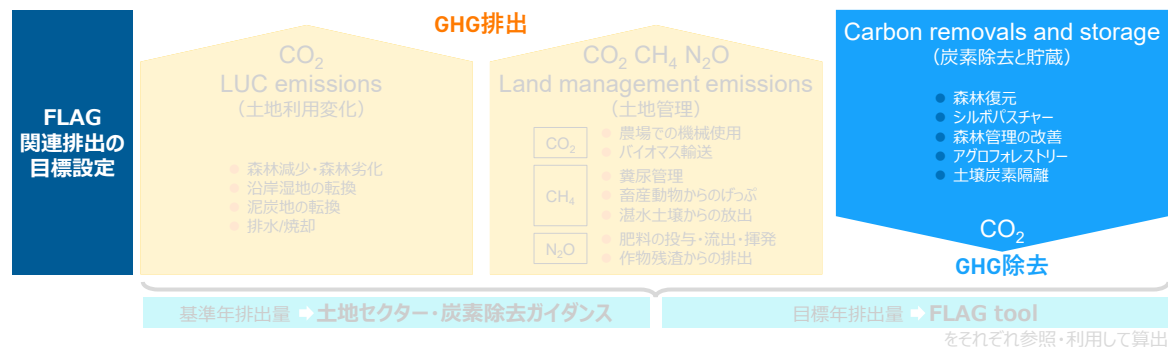 FLAG
関連排出の
目標設定
GHG排出
CO₂
LUC emissions
（土地利用変化）
森林減少・森林劣化
沿岸湿地の転換
泥炭地の転換
排水/焼却
CO₂ CH₄ N₂O
Land management emissions
（土地管理）
CO₂
農場での機械使用
バイオマス輸送
CH₄
糞尿管理
畜産動物からのげっぷ
湛水土壌からの放出
N₂O
肥料の投与・流出・揮発
作物残渣からの排出
Carbon removals and storage
（炭素除去と貯蔵）
森林復元
シルボパスチャー
森林管理の改善
アグロフォレストリー
土壌炭素隔離
CO₂
GHG除去
基準年排出量 ➡ 土地セクター・炭素除去ガイダンス
目標年排出量 ➡ FLAG tool
をそれぞれ参照・利用して算出